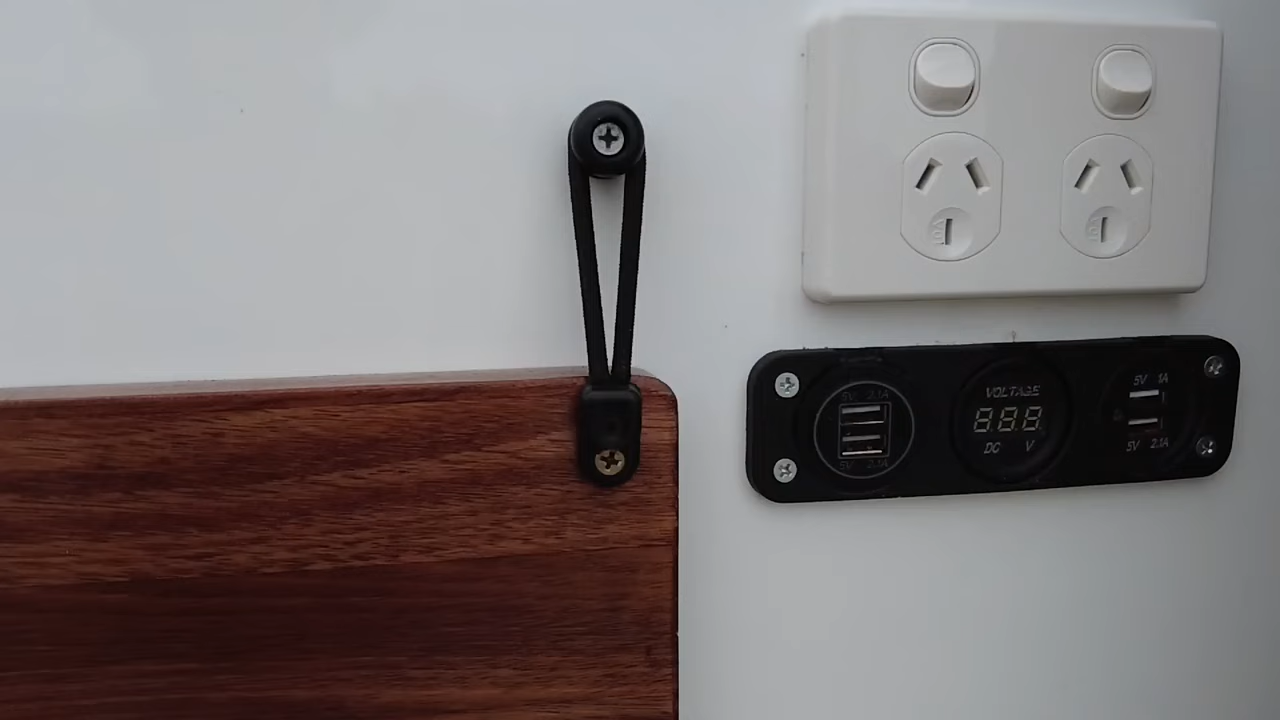 5V 2.1A
5V 2.1A
VOLTAGE
888
DC V
5V 1A
5V 2.1A